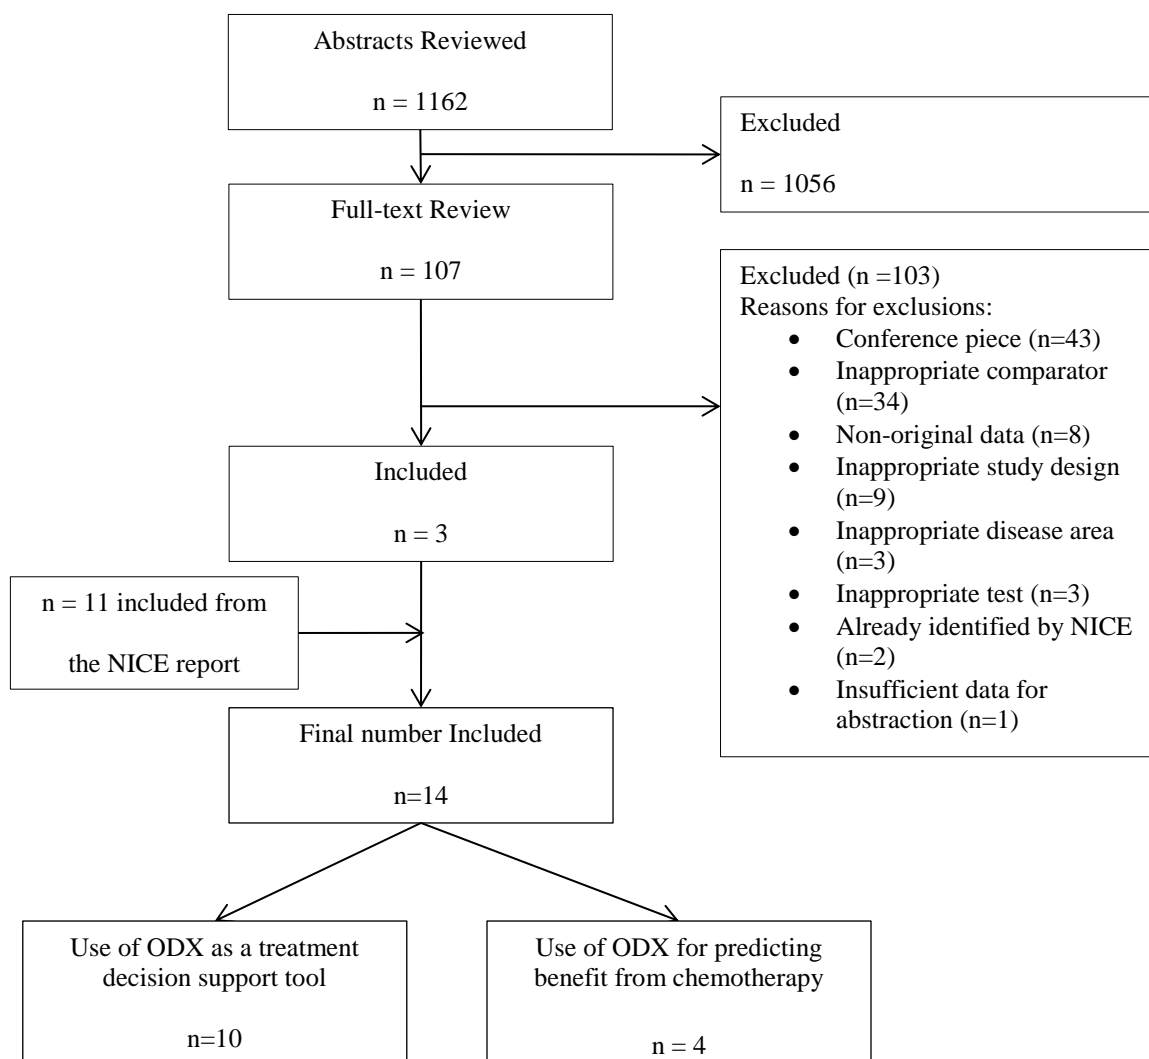 Abstracts Reviewed
n = 1162
Excluded
n = 1056
Full-text Review
n = 107
Excluded (n =103)
Reasons for exclusions:
• Conference piece (n=43)
• Inappropriate comparator
(n=34)
• Non-original data (n=8)
• Inappropriate study design
(n=9)
• Inappropriate disease area
(n=3)
• Inappropriate test (n=3)
• Already identified by NICE
(n=2)
• Insufficient data for
abstraction (n=1)
Included
n = 3
n = 11 included from
the NICE report
Final number Included
n=14
Use of ODX as a treatment
decision support tool
n=10
Use of ODX for predicting
benefit from chemotherapy
n = 4